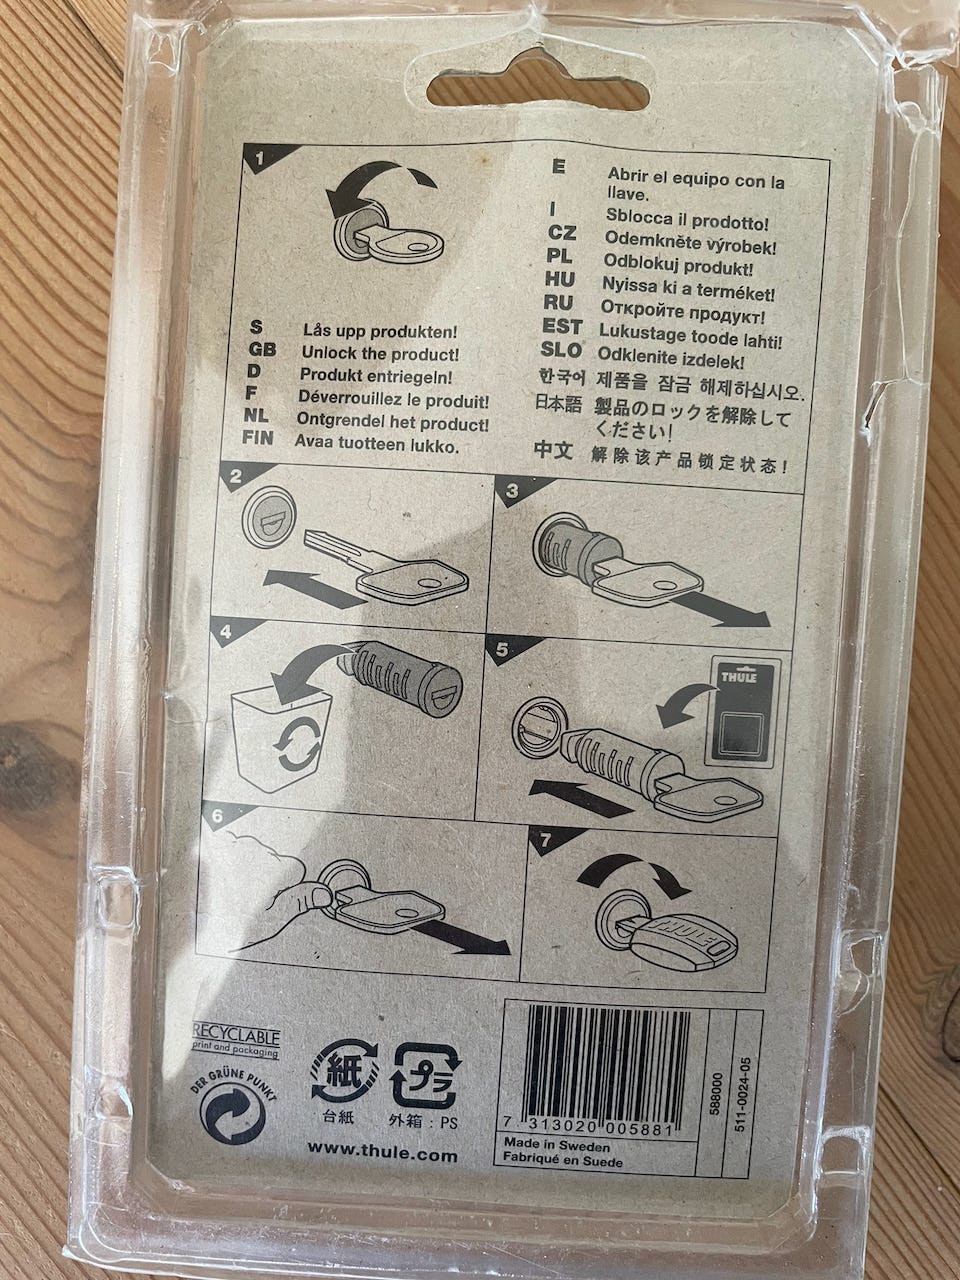 1
S Lås upp produkten!
GB Unlock the product!
D Produkt entriegeln!
F Déverrouillez le produit!
NL Ontgrendel het product!
FIN Avaa tuotteen lukko.
E Abrir el equipo con la
llave.
I Sblocca il prodotto!
CZ Odemkněte výrobek!
PL Odblokuj produkt!
HU Nyissa ki a terméket!
RU Откройте продукт!
EST Lukustage toode lahti!
SLO Odklenite izdelek!
한국어 제품을 잠금 해제하십시오.
日本語 製品のロックを解除して
ください!
中文 解除该产品锁定状态!
2
3
4
5
THULE
6
7
THULE
RECYCLABLE
print and packaging
DER GRÜNE PUNKT
紙
台紙
プラ
外箱:PS
www.thule.com
7 313020 005881
Made in Sweden
Fabriqué en Suede
588000
511-0024-05